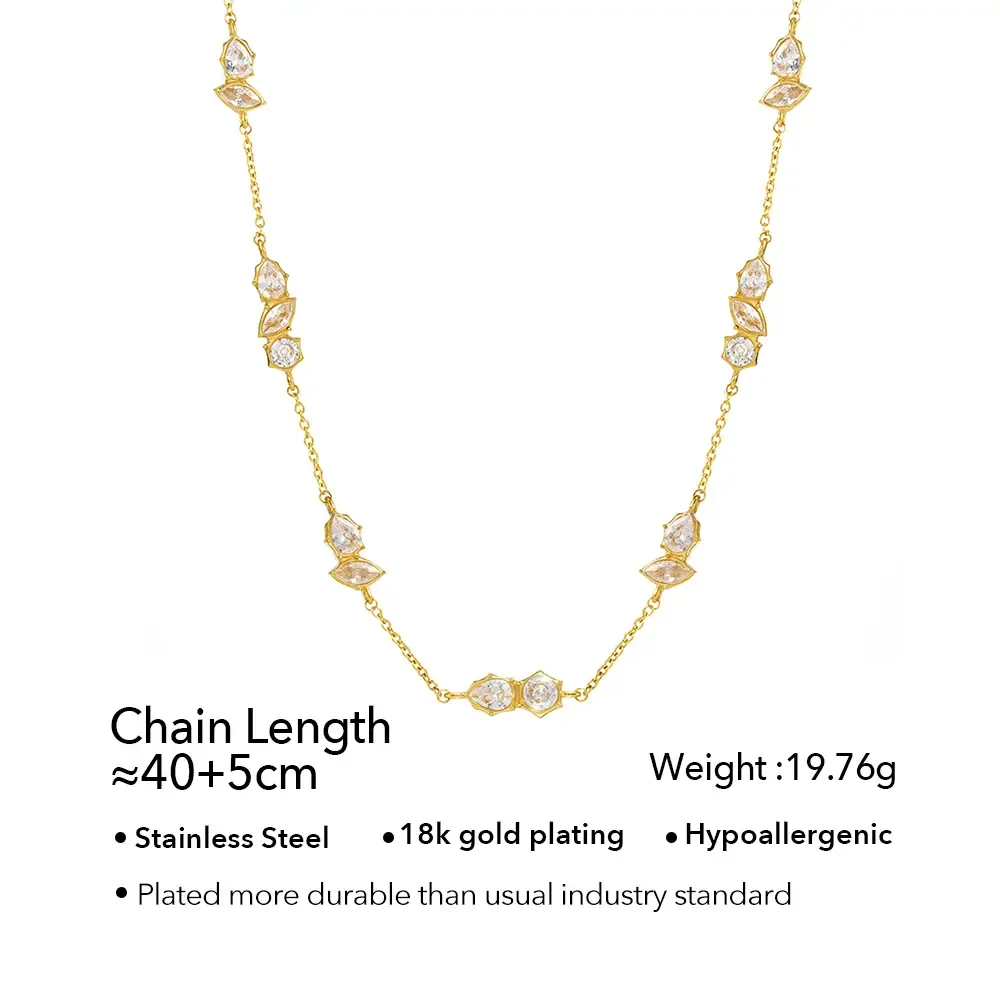 Chain Length
≈40+5cm
Weight :19.76g
• Stainless Steel • 18k gold plating • Hypoallergenic
• Plated more durable than usual industry standard